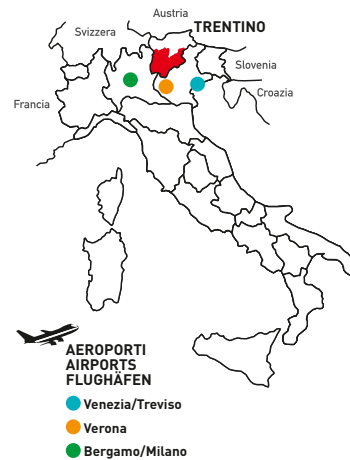 Austria
TRENTINO
Svizzera
Slovenia
Croazia
Francia
AEROPORTI
AIRPORTS
FLUGHÄFEN
Venezia/Treviso
Verona
Bergamo/Milano